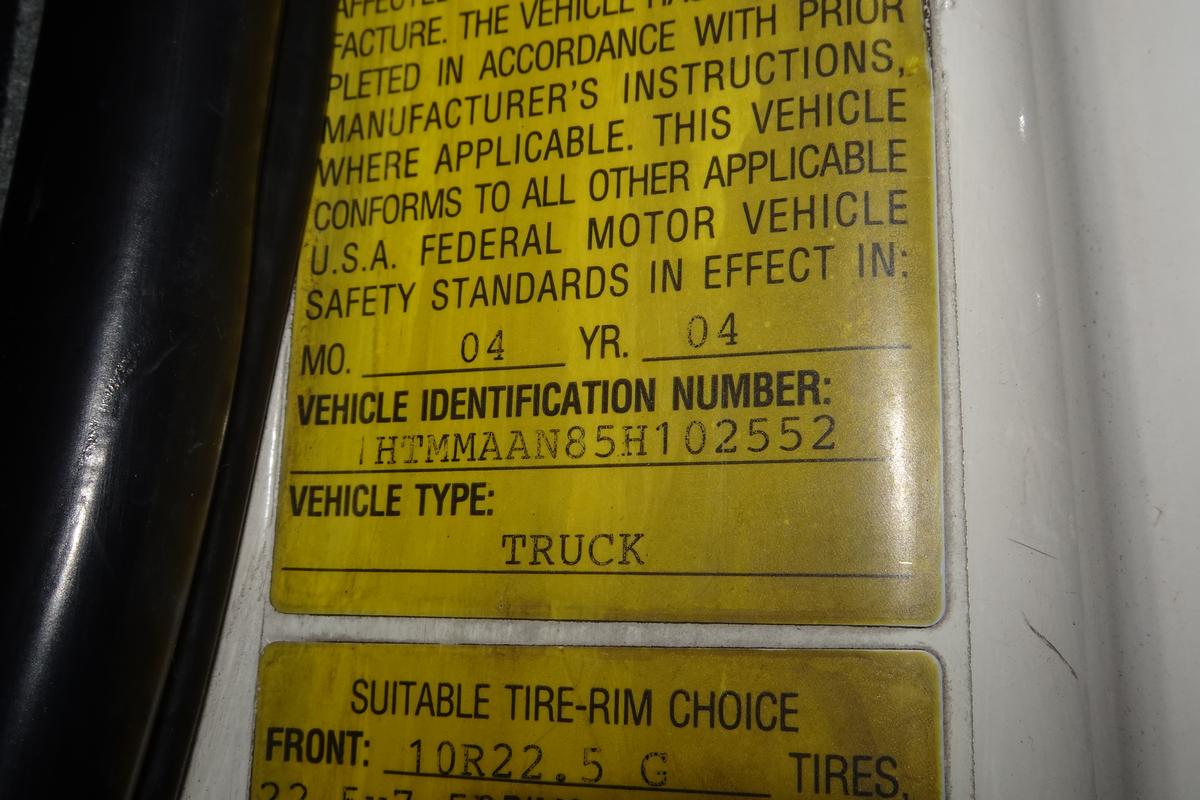 AFFECTED
FACTURE. THE VEHICLE HAS
PLETED IN ACCORDANCE WITH PRIOR
MANUFACTURER'S INSTRUCTIONS,
WHERE APPLICABLE. THIS VEHICLE
CONFORMS TO ALL OTHER APPLICABLE
U.S.A. FEDERAL MOTOR VEHICLE
SAFETY STANDARDS IN EFFECT IN:
MO. 04 YR. 04
VEHICLE IDENTIFICATION NUMBER:
1HTMMAAN85H102552
VEHICLE TYPE:
TRUCK
SUITABLE TIRE-RIM CHOICE
FRONT: 10R22.5 G TIRES,